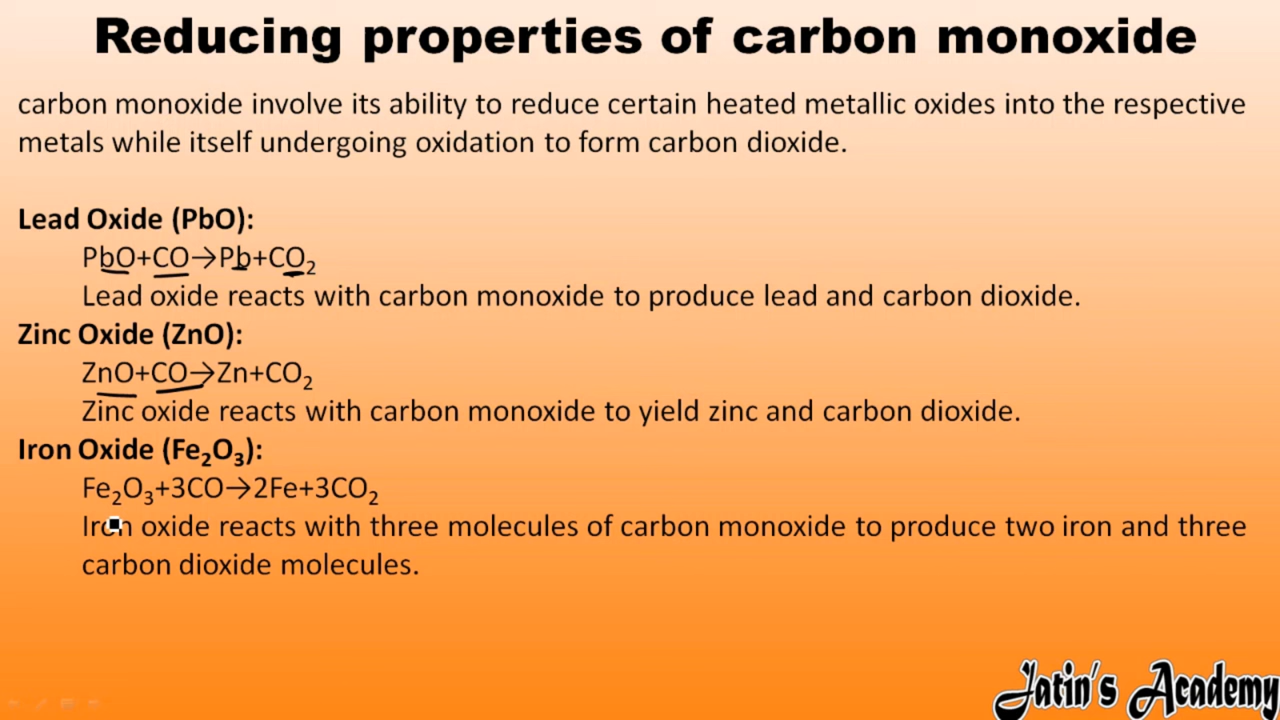 Reducing properties of carbon monoxide
carbon monoxide involve its ability to reduce certain heated metallic oxides into the respective
metals while itself undergoing oxidation to form carbon dioxide.
Lead Oxide (PbO):
PbO+CO→Pb+CO₂
Lead oxide reacts with carbon monoxide to produce lead and carbon dioxide.
Zinc Oxide (ZnO):
ZnO+CO→Zn+CO₂
Zinc oxide reacts with carbon monoxide to yield zinc and carbon dioxide.
Iron Oxide (Fe₂O₃):
Fe₂O₃+3CO→2Fe+3CO₂
Iron oxide reacts with three molecules of carbon monoxide to produce two iron and three
carbon dioxide molecules.
Jatin's Academy